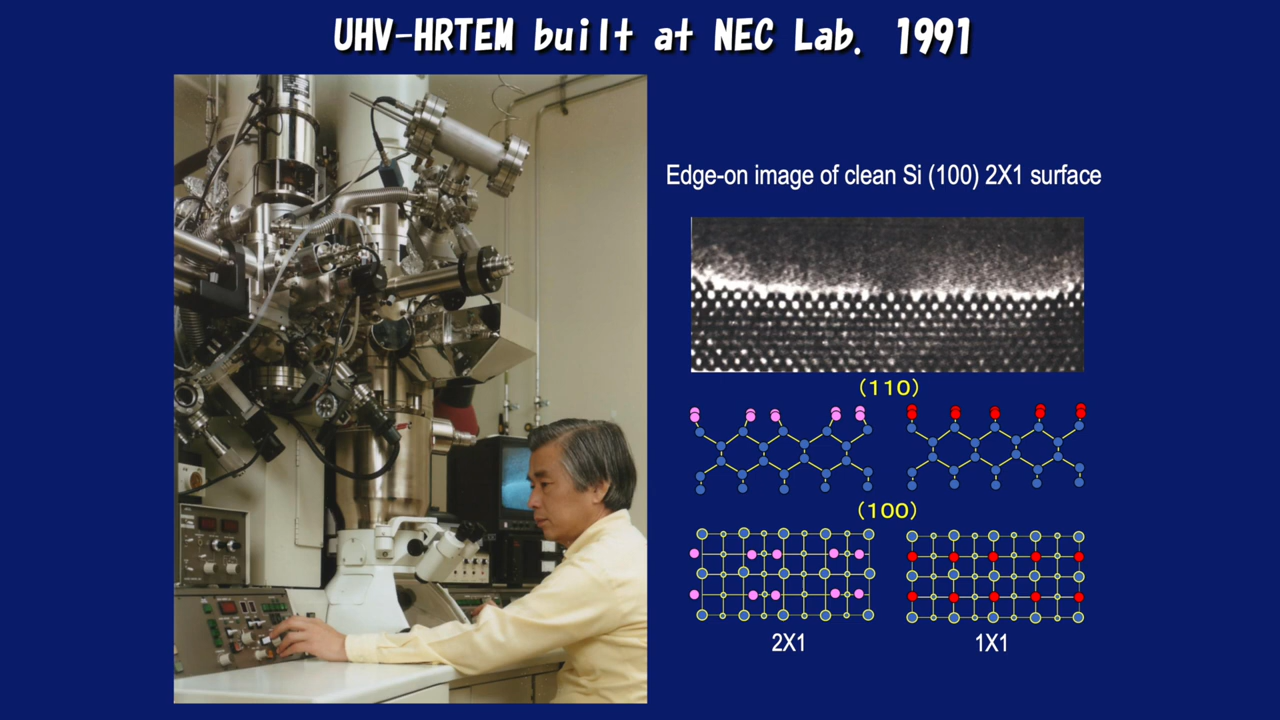 UHV-HRTEM built at NEC Lab. 1991
Edge-on image of clean Si (100) 2X1 surface
(110)
(100)
2X1
1X1